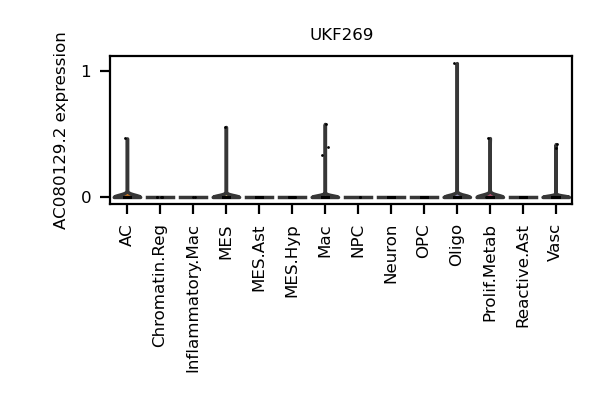 UKF269
AC080129.2 expression
1
0
AC
Chromatin.Reg
Inflammatory.Mac
MES
MES.Ast
MES.Hyp
Mac
NPC
Neuron
OPC
Oligo
Prolif.Metab
Reactive.Ast
Vasc